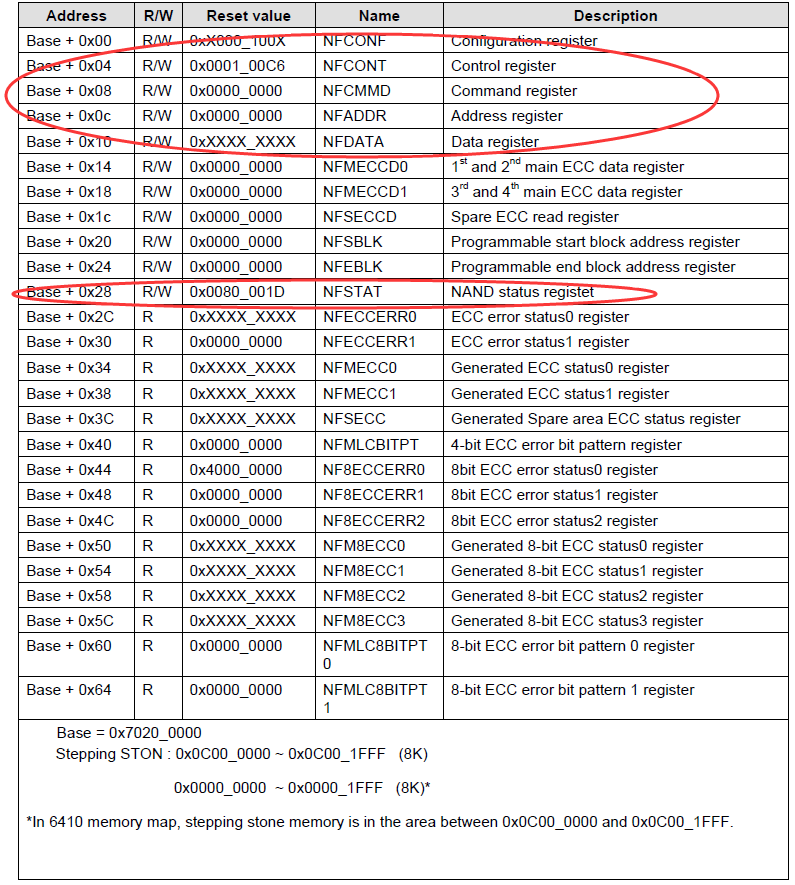 Address R/W Reset value Name Description
Base + 0x00 R/W 0xX000_100X NFCONF Configuration register
Base + 0x04 R/W 0x0001_00C6 NFCONT Control register
Base + 0x08 R/W 0x0000_0000 NFCMMD Command register
Base + 0x0c R/W 0x0000_0000 NFADDR Address register
Base + 0x10 R/W 0xXXXX_XXXX NFDATA Data register
Base + 0x14 R/W 0x0000_0000 NFMECCD0 1st and 2nd main ECC data register
Base + 0x18 R/W 0x0000_0000 NFMECCD1 3rd and 4th main ECC data register
Base + 0x1c R/W 0x0000_0000 NFSECCD Spare ECC read register
Base + 0x20 R/W 0x0000_0000 NFSBLK Programmable start block address register
Base + 0x24 R/W 0x0000_0000 NFEBLK Programmable end block address register
Base + 0x28 R/W 0x0080_001D NFSTAT NAND status registet
Base + 0x2C R 0xXXXX_XXXX NFECCERR0 ECC error status0 register
Base + 0x30 R 0x0000_0000 NFECCERR1 ECC error status1 register
Base + 0x34 R 0xXXXX_XXXX NFMECC0 Generated ECC status0 register
Base + 0x38 R 0xXXXX_XXXX NFMECC1 Generated ECC status1 register
Base + 0x3C R 0xXXXX_XXXX NFSECC Generated Spare area ECC status register
Base + 0x40 R 0x0000_0000 NFMLCBITPT 4-bit ECC error bit pattern register
Base + 0x44 R 0x4000_0000 NF8ECCERR0 8bit ECC error status0 register
Base + 0x48 R 0x0000_0000 NF8ECCERR1 8bit ECC error status1 register
Base + 0x4C R 0x0000_0000 NF8ECCERR2 8bit ECC error status2 register
Base + 0x50 R 0xXXXX_XXXX NFM8ECC0 Generated 8-bit ECC status0 register
Base + 0x54 R 0xXXXX_XXXX NFM8ECC1 Generated 8-bit ECC status1 register
Base + 0x58 R 0xXXXX_XXXX NFM8ECC2 Generated 8-bit ECC status2 register
Base + 0x5C R 0xXXXX_XXXX NFM8ECC3 Generated 8-bit ECC status3 register
Base + 0x60 R 0x0000_0000 NFMLC8BITPT 8-bit ECC error bit pattern 0 register
0
Base + 0x64 R 0x0000_0000 NFMLC8BITPT 8-bit ECC error bit pattern 1 register
1
Base = 0x7020_0000
Stepping STON : 0x0C00_0000 ~ 0x0C00_1FFF (8K)
0x0000_0000 ~ 0x0000_1FFF (8K)*
*In 6410 memory map, stepping stone memory is in the area between 0x0C00_0000 and 0x0C00_1FFF.